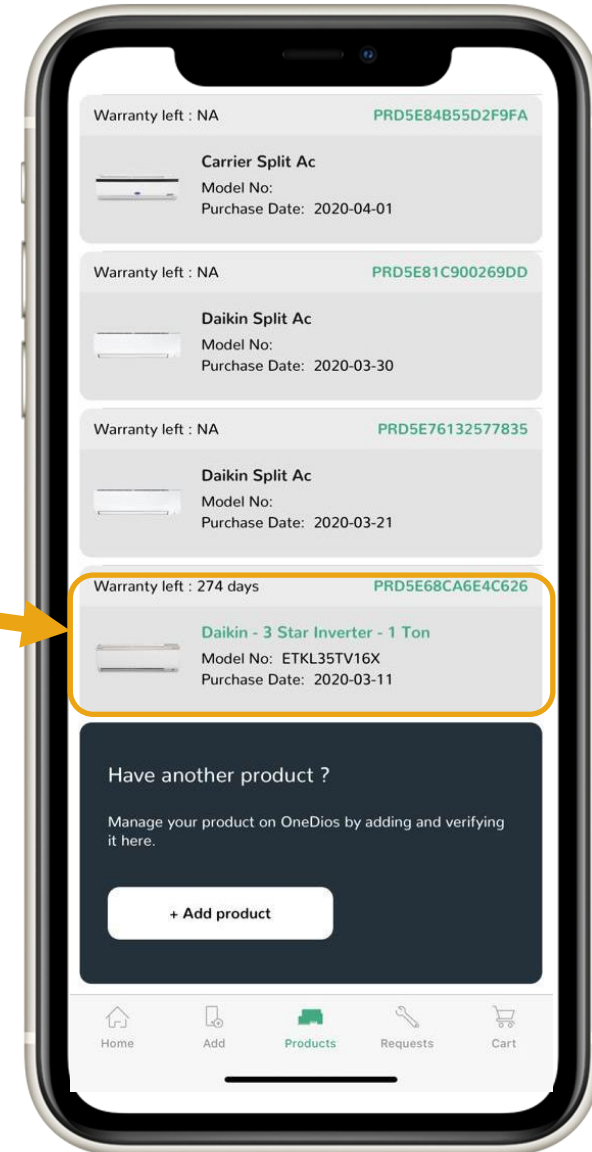 Warranty left : NA PRD5E84B55D2F9FA
Carrier Split Ac
Model No:
Purchase Date: 2020-04-01
Warranty left : NA PRD5E81C900269DD
Daikin Split Ac
Model No:
Purchase Date: 2020-03-30
Warranty left : NA PRD5E76132577835
Daikin Split Ac
Model No:
Purchase Date: 2020-03-21
Warranty left : 274 days PRD5E68CA6E4C626
Daikin - 3 Star Inverter - 1 Ton
Model No: ETKL35TV16X
Purchase Date: 2020-03-11
Have another product ?
Manage your product on OneDios by adding and verifying
it here.
+ Add product
Home Add Products Requests Cart